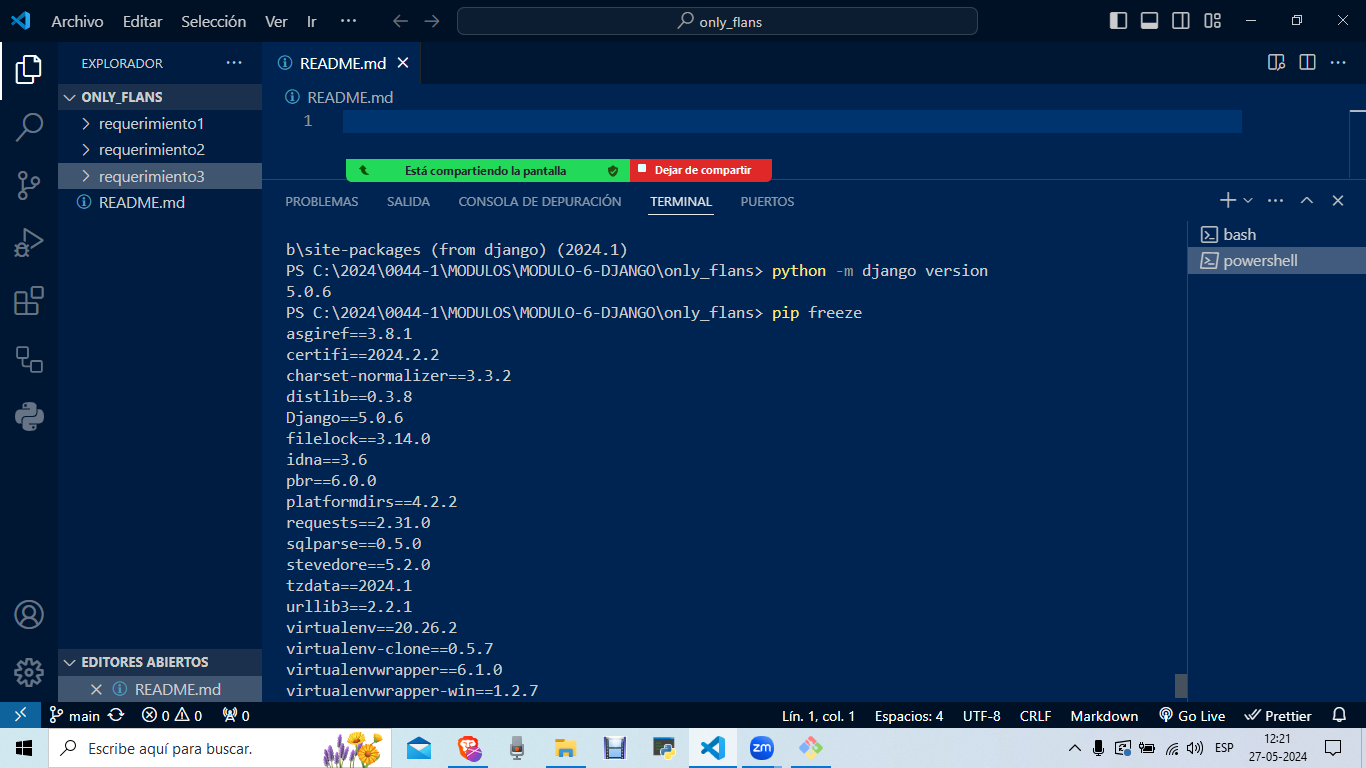 Archivo Editar Selección Ver Ir ···
only_flans
EXPLORADOR ···
ONLY_FLANS
requerimiento1
requerimiento2
requerimiento3
README.md
EDITORES ABIERTOS
README.md
README.md
README.md
1
Está compartiendo la pantalla
Dejar de compartir
PROBLEMAS SALIDA CONSOLA DE DEPURACIÓN TERMINAL PUERTOS
b\site-packages (from django) (2024.1)
PS C:\2024\0044-1\MODULOS\MODULO-6-DJANGO\only_flans> python -m django version
5.0.6
PS C:\2024\0044-1\MODULOS\MODULO-6-DJANGO\only_flans> pip freeze
asgiref==3.8.1
certifi==2024.2.2
charset-normalizer==3.3.2
distlib==0.3.8
Django==5.0.6
filelock==3.14.0
idna==3.6
pbr==6.0.0
platformdirs==4.2.2
requests==2.31.0
sqlparse==0.5.0
stevedore==5.2.0
tzdata==2024.1
urllib3==2.2.1
virtualenv==20.26.2
virtualenv-clone==0.5.7
virtualenvwrapper==6.1.0
virtualenvwrapper-win==1.2.7
bash
powershell
main 0 0 0
Lín. 1, col. 1 Espacios: 4 UTF-8 CRLF Markdown Go Live Prettier
Escribe aquí para buscar.
zm
ESP
12:21
27-05-2024